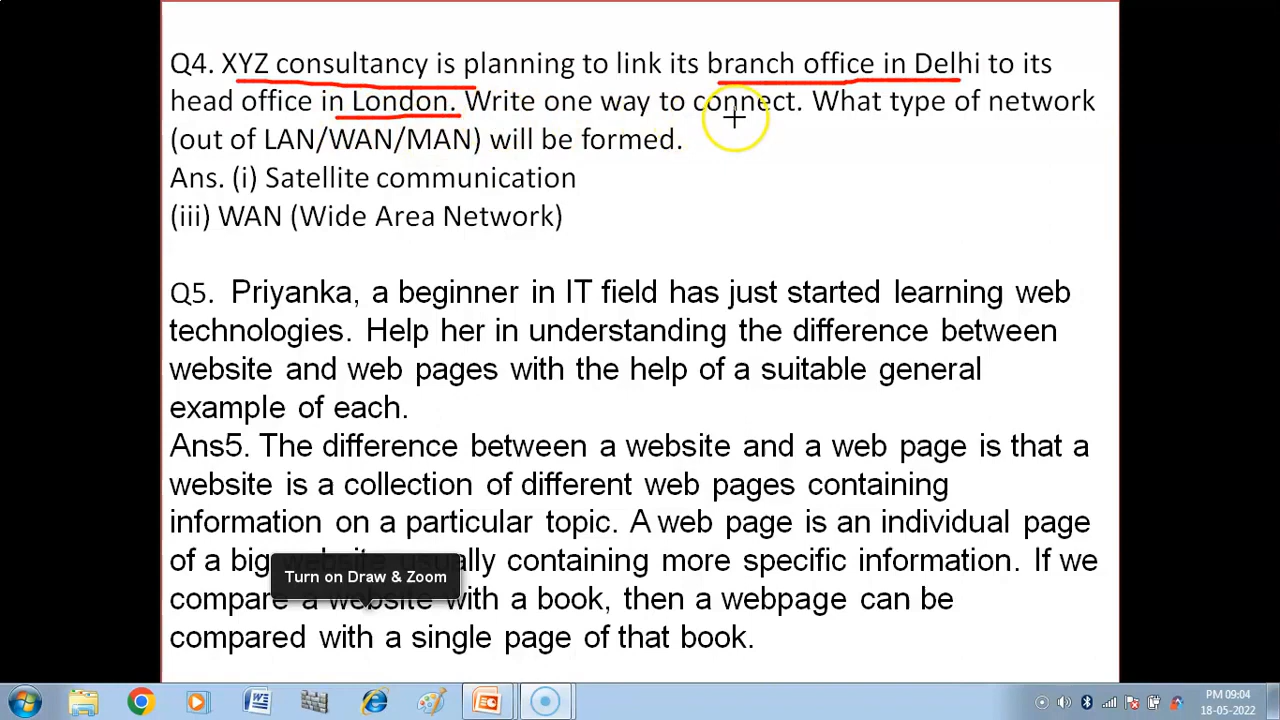 Q4. XYZ consultancy is planning to link its branch office in Delhi to its
head office in London. Write one way to connect. What type of network
(out of LAN/WAN/MAN) will be formed.
Ans. (i) Satellite communication
(iii) WAN (Wide Area Network)
Q5. Priyanka, a beginner in IT field has just started learning web
technologies. Help her in understanding the difference between
website and web pages with the help of a suitable general
example of each.
Ans5. The difference between a website and a web page is that a
website is a collection of different web pages containing
information on a particular topic. A web page is an individual page
of a big website usually containing more specific information. If we
Turn on Draw & Zoom
compare a website with a book, then a webpage can be
compared with a single page of that book.
PM 09:04
18-05-2022